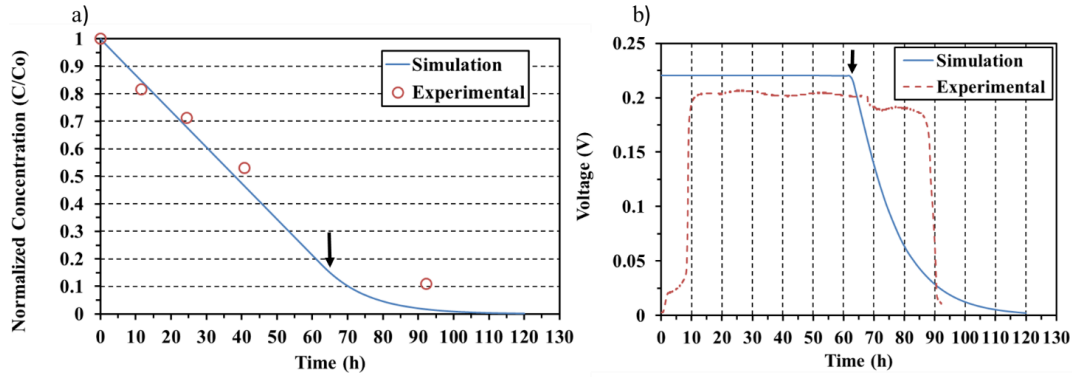 a)
Normalized Concentration (C/Co)
1
0.9
0.8
0.7
0.6
0.5
0.4
0.3
0.2
0.1
0
Simulation
Experimental
0 10 20 30 40 50 60 70 80 90 100 110 120 130
Time (h)
b)
Voltage (V)
0.25
0.2
0.15
0.1
0.05
0
Simulation
Experimental
0 10 20 30 40 50 60 70 80 90 100 110 120 130
Time (h)